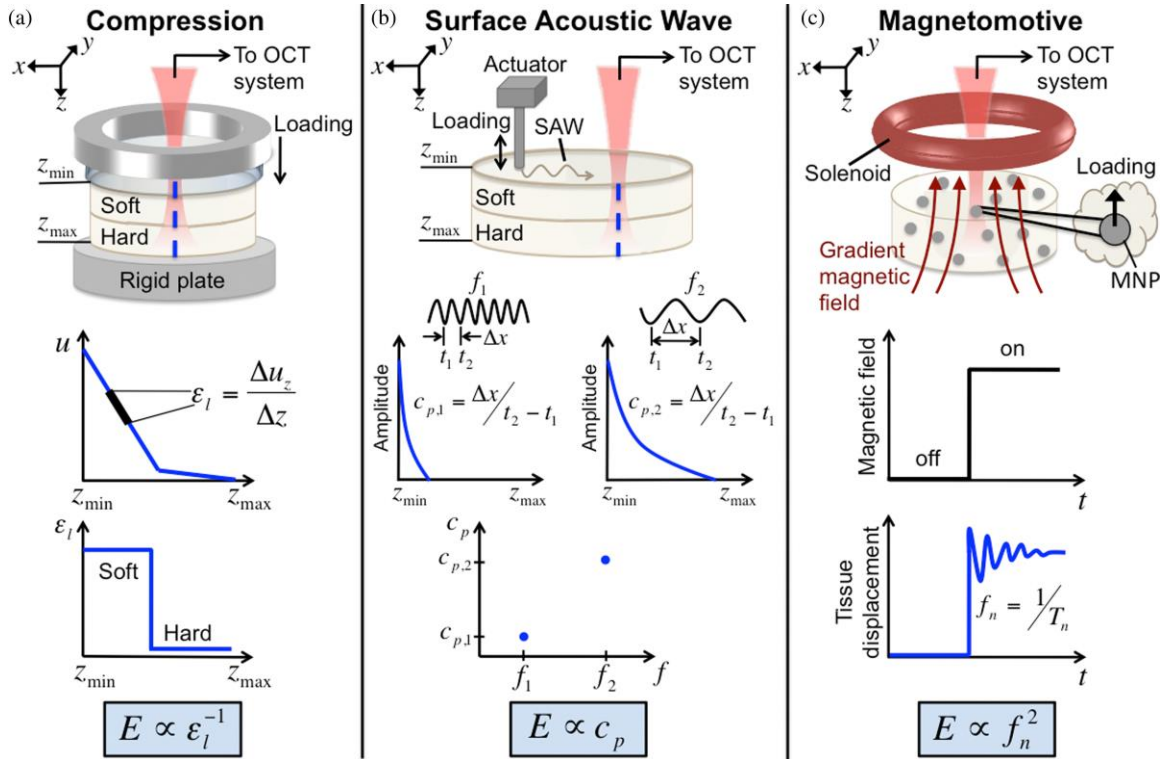 (a) Compression
x
y
z
To OCT
system
Loading
z_min
Soft
z_max
Hard
Rigid plate
u
ε_l = Δu_z / Δz
z_min
z_max
ε_l
Soft
Hard
z_min
z_max
E ∝ ε_l^{-1}
(b) Surface Acoustic Wave
x
y
z
Actuator
To OCT
system
Loading
SAW
z_min
Soft
z_max
Hard
f_1
Δx
t_1 t_2
Amplitude
c_{p,1} = Δx / t_2 − t_1
z_min
z_max
f_2
Δx
t_1 t_2
Amplitude
c_{p,2} = Δx / t_2 − t_1
z_min
z_max
c_p
c_{p,2}
c_{p,1}
f_1
f_2
f
E ∝ c_p
(c) Magnetomotive
x
y
z
To OCT
system
Solenoid
Loading
Gradient
magnetic
field
MNP
Magnetic field
on
off
t
Tissue
displacement
f_n = 1/T_n
t
E ∝ f_n^2